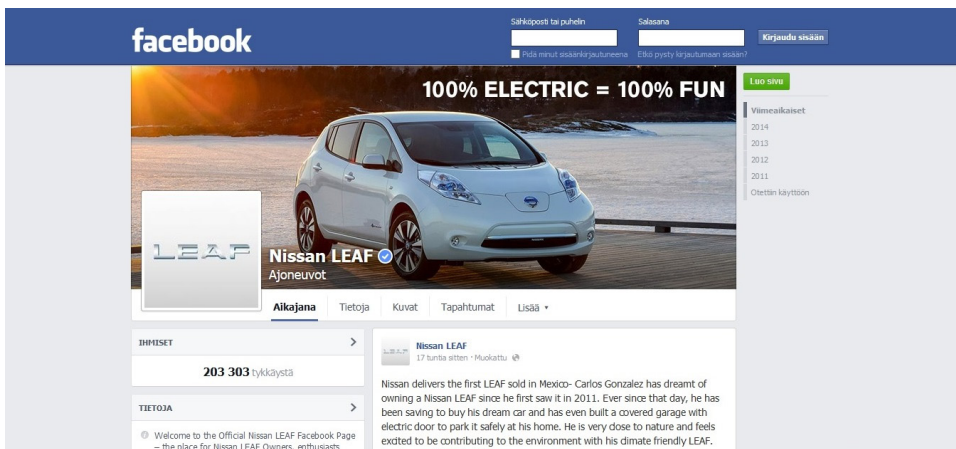 facebook
Sähköposti tai puhelin
Salasana
Kirjaudu sisään
Pidä minut sisäänkirjautuneena
Etkö pysty kirjautumaan sisään?
100% ELECTRIC = 100% FUN
LEAF
Nissan LEAF
Ajoneuvot
Aikajana Tietoja Kuvat Tapahtumat Lisää
Luo sivu
Viimeaikaiset
2014
2013
2012
2011
Otettiin käyttöön
IHMISET
203 303 tykkäystä
TIETOJA
Welcome to the Official Nissan LEAF Facebook Page
– the place for Nissan LEAF Owners, enthusiasts
LEAF
Nissan LEAF
17 tuntia sitten · Muokattu
Nissan delivers the first LEAF sold in Mexico- Carlos Gonzalez has dreamt of
owning a Nissan LEAF since he first saw it in 2011. Ever since that day, he has
been saving to buy his dream car and has even built a covered garage with
electric door to park it safely at his home. He is very close to nature and feels
excited to be contributing to the environment with his climate friendly LEAF.